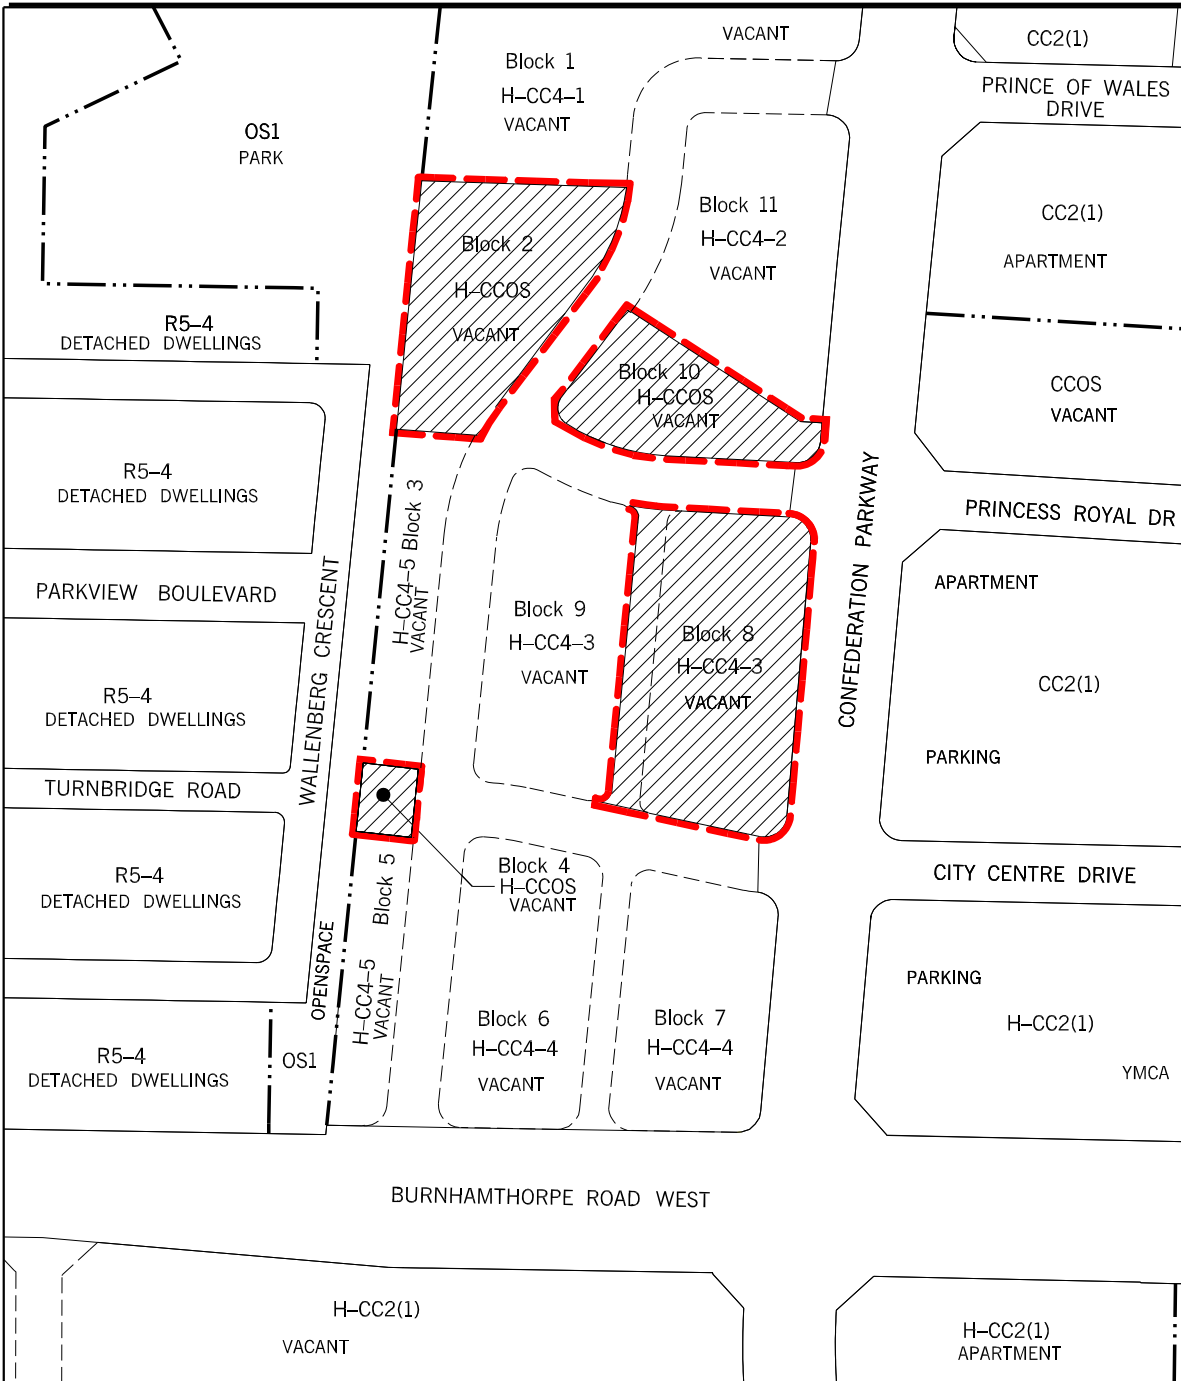 VACANT
CC2(1)
Block 1
H–CC4–1
VACANT
PRINCE OF WALES
DRIVE
OS1
PARK
Block 11
H–CC4–2
VACANT
CC2(1)
APARTMENT
Block 2
H–CCOS
VACANT
R5–4
DETACHED DWELLINGS
Block 10
H–CCOS
VACANT
CCOS
VACANT
R5–4
DETACHED DWELLINGS
Block 3
H–CC4–5
VACANT
CONFEDERATION PARKWAY
PRINCESS ROYAL DR
PARKVIEW BOULEVARD
WALLENBERG CRESCENT
Block 9
H–CC4–3
VACANT
Block 8
H–CC4–3
VACANT
APARTMENT
CC2(1)
PARKING
R5–4
DETACHED DWELLINGS
TURNBRIDGE ROAD
Block 4
H–CCOS
VACANT
CITY CENTRE DRIVE
R5–4
DETACHED DWELLINGS
Block 5
H–CC4–5
VACANT
OPENSPACE
PARKING
H–CC2(1)
YMCA
Block 6
H–CC4–4
VACANT
Block 7
H–CC4–4
VACANT
R5–4
DETACHED DWELLINGS
OS1
BURNHAMTHORPE ROAD WEST
H–CC2(1)
VACANT
H–CC2(1)
APARTMENT